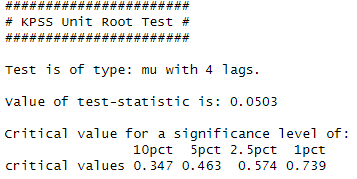 #######################
# KPSS Unit Root Test #
#######################
Test is of type: mu with 4 lags.
Value of test-statistic is: 0.0503
Critical value for a significance level of:
10pct 5pct 2.5pct 1pct
critical values 0.347 0.463 0.574 0.739